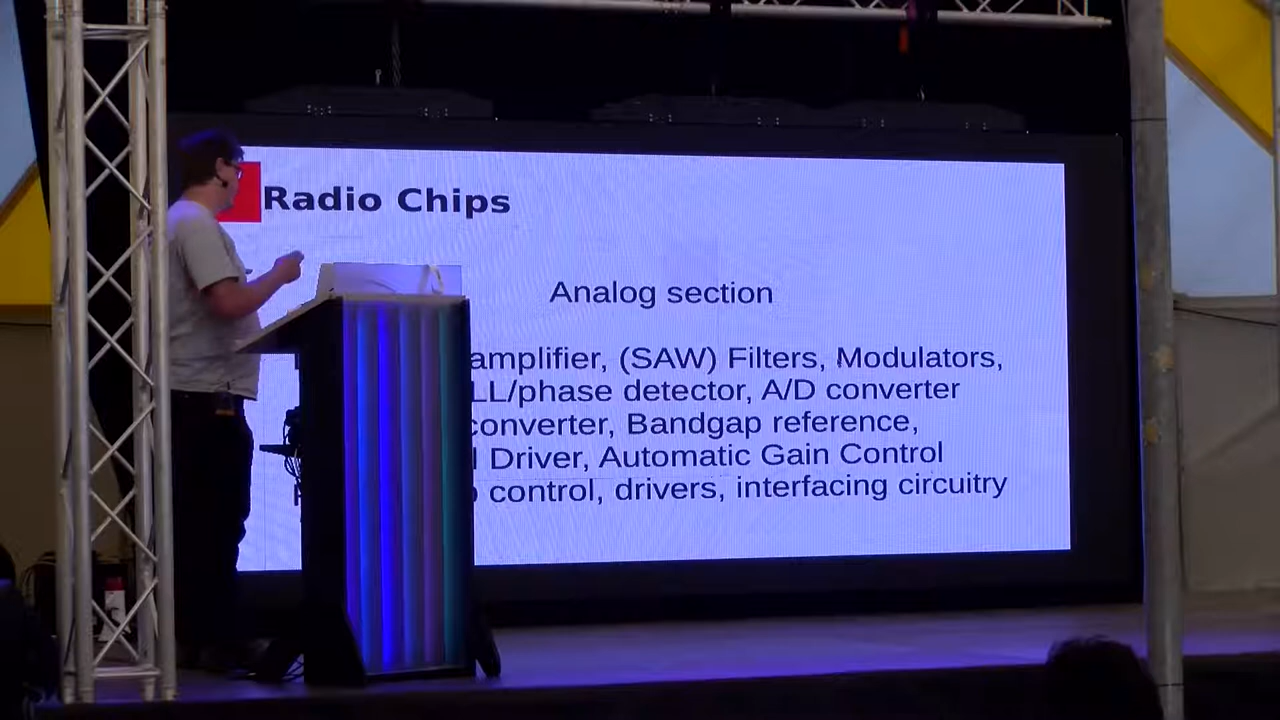 Radio Chips
Analog section
amplifier, (SAW) Filters, Modulators,
LL/phase detector, A/D converter
converter, Bandgap reference,
Driver, Automatic Gain Control
control, drivers, interfacing circuitry